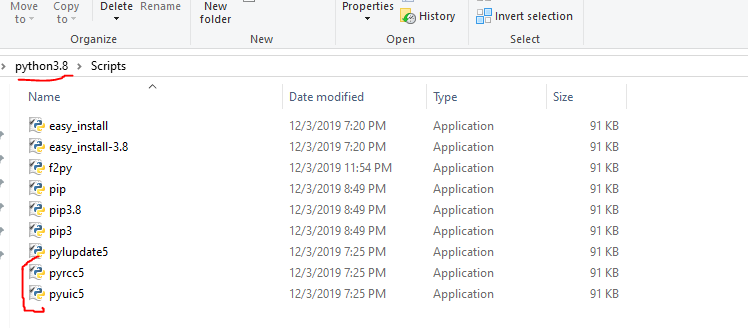 Move to
Copy to
Delete
Rename
New folder
Properties
History
Invert selection
Organize
New
Open
Select
python3.8 > Scripts
Name Date modified Type Size
easy_install 12/3/2019 7:20 PM Application 91 KB
easy_install-3.8 12/3/2019 7:20 PM Application 91 KB
f2py 12/3/2019 11:54 PM Application 91 KB
pip 12/3/2019 8:49 PM Application 91 KB
pip3.8 12/3/2019 8:49 PM Application 91 KB
pip3 12/3/2019 8:49 PM Application 91 KB
pylupdate5 12/3/2019 7:25 PM Application 91 KB
pyrcc5 12/3/2019 7:25 PM Application 91 KB
pyuic5 12/3/2019 7:25 PM Application 91 KB